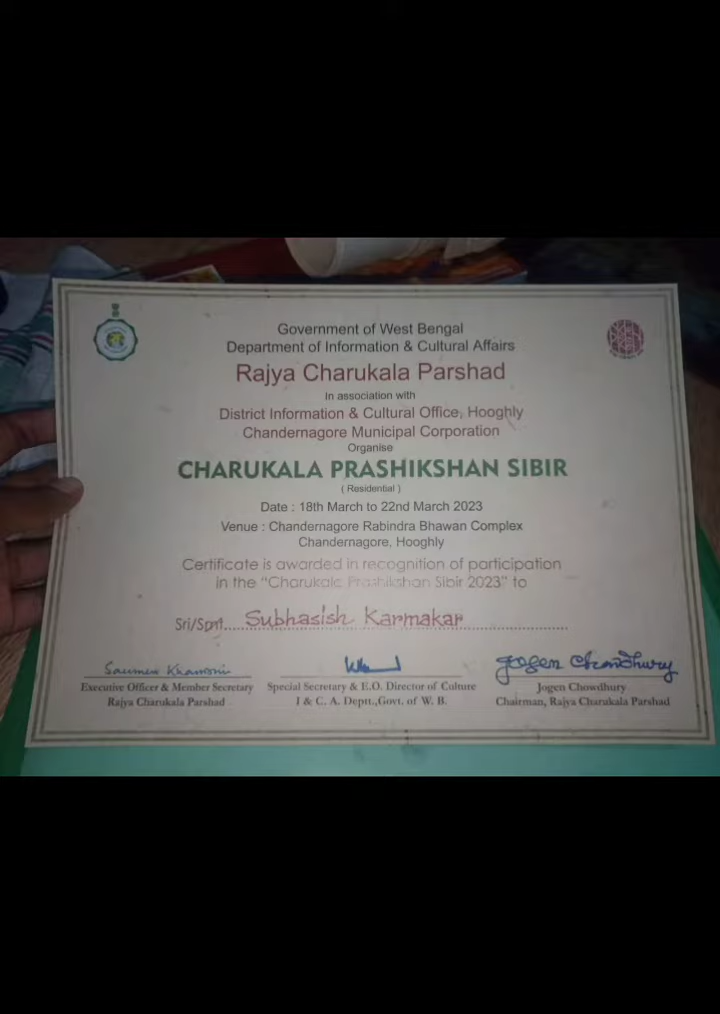 Government of West Bengal
Department of Information & Cultural Affairs
Rajya Charukala Parshad
In association with
District Information & Cultural Office, Hooghly
Chandernagore Municipal Corporation
Organise
CHARUKALA PRASHIKSHAN SIBIR
( Residential )
Date : 18th March to 22nd March 2023
Venue : Chandernagore Rabindra Bhawan Complex
Chandernagore, Hooghly
Certificate is awarded in recognition of participation
in the "Charukala Prashikshan Sibir 2023" to
Sri/Smt. Subhasish Karmakar
Jogen Chowdhury
Executive Officer & Member Secretary
Rajya Charukala Parshad
Special Secretary & E.O. Director of Culture
I & C. A. Deptt.,Govt. of W. B.
Jogen Chowdhury
Chairman, Rajya Charukala Parshad